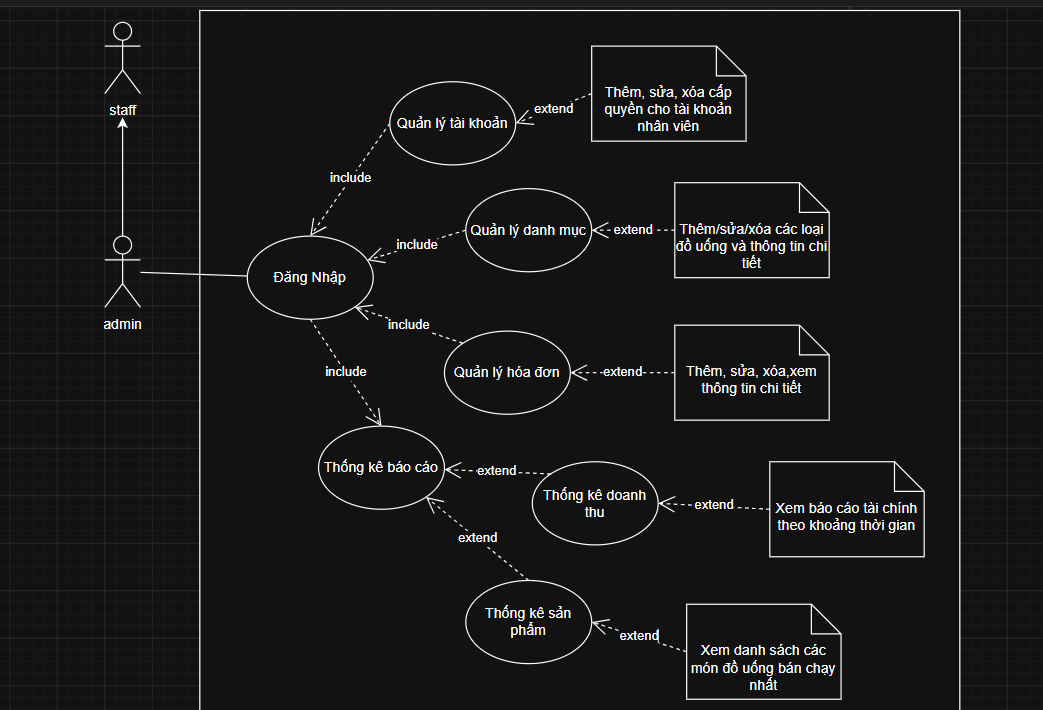 staff
Quản lý tài khoản
extend
Thêm, sửa, xóa cấp
quyền cho tài khoản
nhân viên
include
Quản lý danh mục
extend
Thêm/sửa/xóa các loại
đồ uống và thông tin chi
tiết
include
Đăng Nhập
admin
include
Quản lý hóa đơn
extend
Thêm, sửa, xóa,xem
thông tin chi tiết
include
Thống kê báo cáo
extend
Thống kê doanh
thu
extend
Xem báo cáo tài chính
theo khoảng thời gian
extend
Thống kê sản
phẩm
extend
Xem danh sách các
món đồ uống bán chạy
nhất